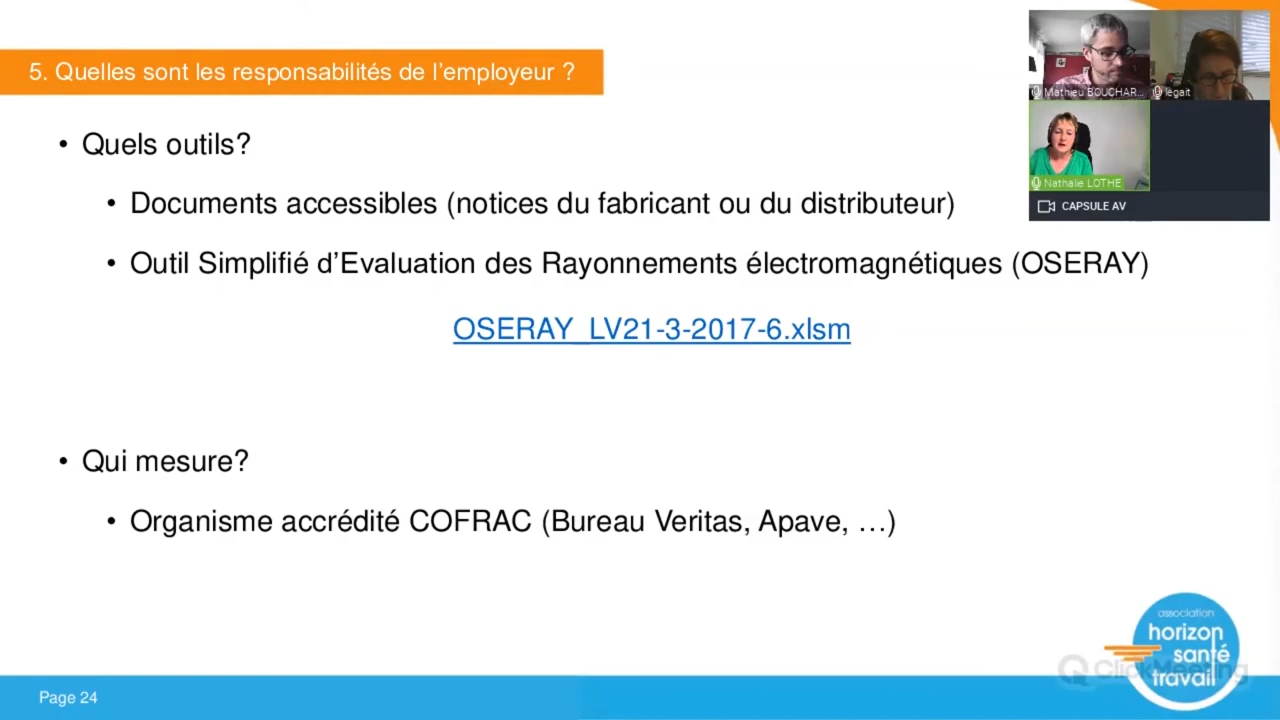 5. Quelles sont les responsabilités de l’employeur ?
• Quels outils?
• Documents accessibles (notices du fabricant ou du distributeur)
• Outil Simplifié d’Evaluation des Rayonnements électromagnétiques (OSERAY)
OSERAY_LV21-3-2017-6.xlsm
• Qui mesure?
• Organisme accrédité COFRAC (Bureau Veritas, Apave, …)
Mathieu BOUCHAR...
legait
Nathalie LOTHE
CAPSULE AV
association
horizon
santé
travail
ClickMeeting
Page 24